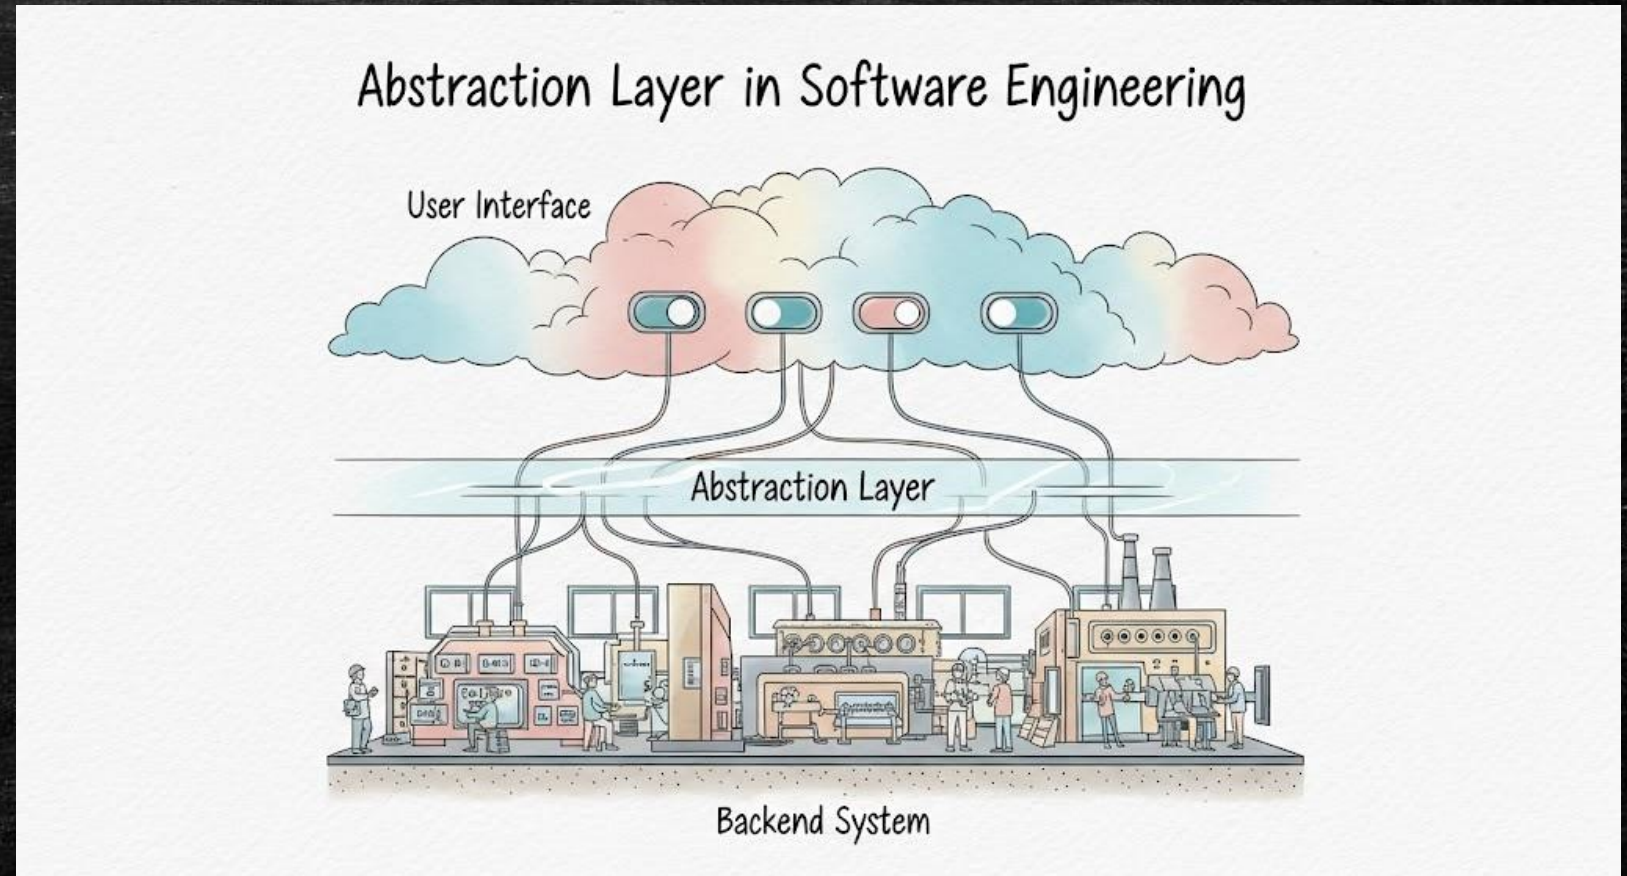 Abstraction Layer in Software Engineering
User Interface
Abstraction Layer
Backend System